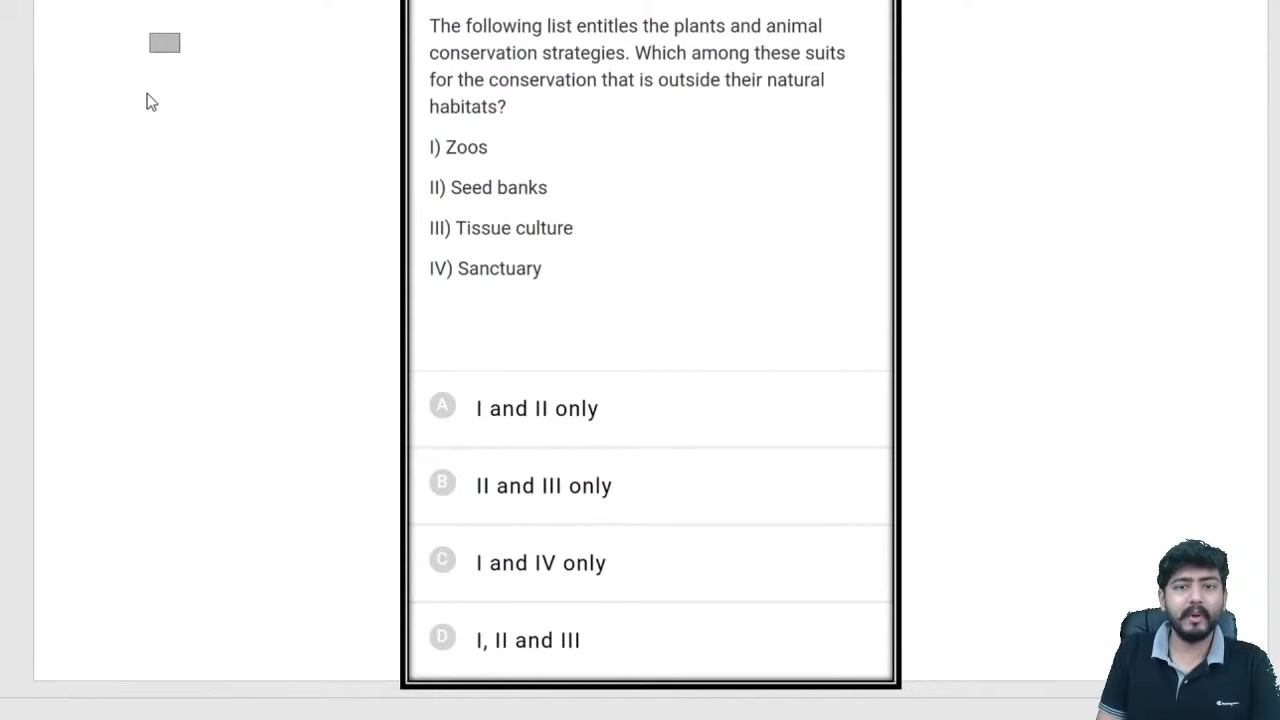 The following list entitles the plants and animal
conservation strategies. Which among these suits
for the conservation that is outside their natural
habitats?
I) Zoos
II) Seed banks
III) Tissue culture
IV) Sanctuary
A I and II only
B II and III only
C I and IV only
D I, II and III